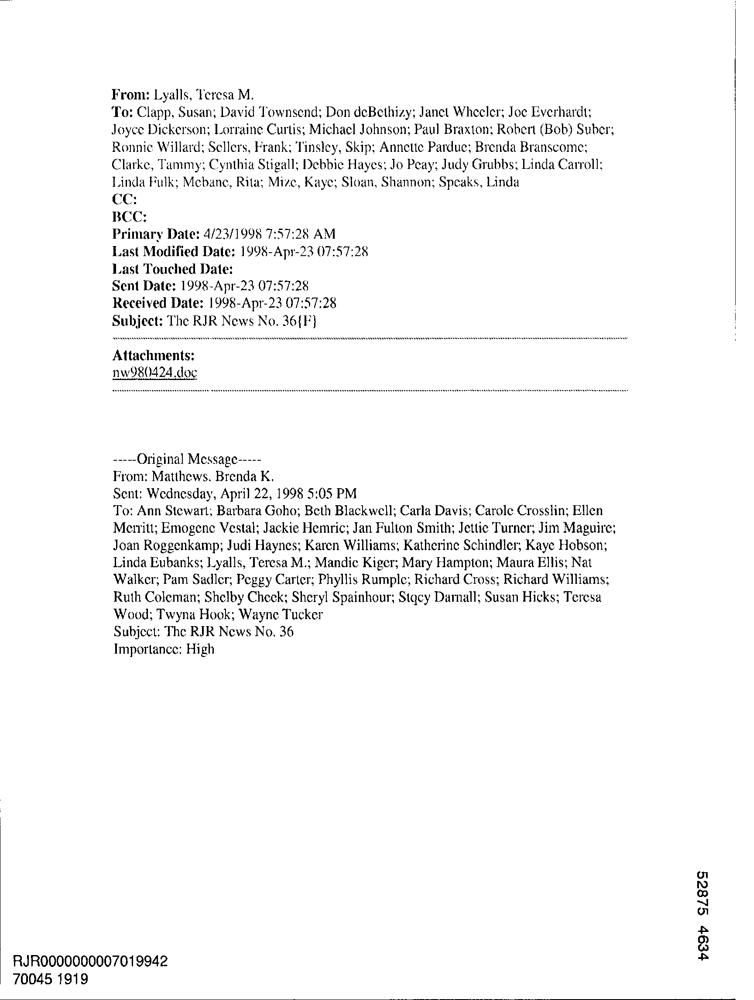 From: Lyalls, Teresa M.
To: Clapp, Susan; David Townsend; Don deBethizy; Janet Wheeler; Joe Everhardt;
Joyce Dickerson; Lorraine Curtis; Michael Johnson; Paul Braxton; Robert (Bob) Suber;
Ronnie Willard; Sellers, Frank; Tinsley, Skip; Annette Pardue; Brenda Branscome;
Clarke, Tammy; Cynthia Stigall; Debbie Hayes; Jo Peay; Judy Grubbs; Linda Carroll;
Linda Fulk; Mebane, Rita; Mize, Kaye; Sloan, Shannon; Speaks, Linda
CC:
BCC:
Primary Date: 4/23/1998 7:57:28 AM
Last Modified Date: 1998-Apr-23 07:57:28
Last Touched Date:
Sent Date: 1998-Apr-23 07:57:28
Received Date: 1998-Apr-23 07:57:28
Subject: The RJR News No. 36{F}
Attachments:
nw980424.doc
-----Original Message-----
From: Matthews, Brenda K.
Sent: Wednesday, April 22, 1998 5:05 PM
To: Ann Stewart; Barbara Goho; Beth Blackwell; Carla Davis; Carole Crosslin; Ellen
Merritt; Emogene Vestal; Jackie Hemric; Jan Fulton Smith; Jettie Turner; Jim Maguire;
Joan Roggenkamp; Judi Haynes; Karen Williams; Katherine Schindler; Kaye Hobson;
Linda Eubanks; Lyalls, Teresa M.; Mandie Kiger; Mary Hampton; Maura Ellis; Nat
Walker; Pam Sadler; Peggy Carter; Phyllis Rumple; Richard Cross; Richard Williams;
Ruth Coleman; Shelby Cheek; Sheryl Spainhour; Stqcy Darnall; Susan Hicks; Teresa
Wood; Twyna Hook; Wayne Tucker
Subject: The RJR News No. 36
Importance: High
52875 4634
RJR0000000007019942
70045 1919